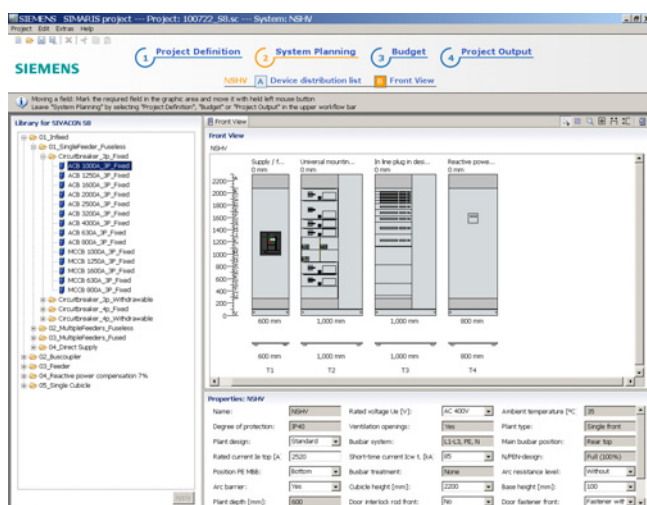 SIEMENS SIMARIS project --- Project: 100722_S8.sc --- System: NSHV
Project Edit Extras Help
SIEMENS
1 Project Definition
2 System Planning
3 Budget
4 Project Output
NSHV A Device distribution list B Front View
Moving a field: Mark the required field in the graphic area and move it with held left mouse button
Leave "System Planning" by selecting "Project Definition", "Budget" or "Project Output" in the upper workflow bar
Library for SIVACON S8
01_Infeed
01_SingleFeeder_Fuseless
Circuitbreaker_3p_Fixed
ACB 1000A_3P_Fixed
ACB 1250A_3P_Fixed
ACB 1600A_3P_Fixed
ACB 2000A_3P_Fixed
ACB 2500A_3P_Fixed
ACB 3200A_3P_Fixed
ACB 4000A_3P_Fixed
ACB 630A_3P_Fixed
ACB 800A_3P_Fixed
MCCB 1000A_3P_Fixed
MCCB 1250A_3P_Fixed
MCCB 1600A_3P_Fixed
MCCB 630A_3P_Fixed
MCCB 800A_3P_Fixed
Circuitbreaker_3p_Withdrawable
Circuitbreaker_4p_Fixed
Circuitbreaker_4p_Withdrawable
02_MultipleFeeders_Fuseless
03_MultipleFeeders_Fused
04_Direct Supply
02_Buscoupler
03_Feeder
04_Reactive power compensation 7%
05_Single Cubicle
Apply
Front View
Front View
NSHV
Supply / f... Universal mountin... In line plug in desi... Reactive powe...
0 mm 0 mm 0 mm 0 mm
2200
2000
1800
1600
1400
1200
1000
800
600
400
200
0
600 mm 1,000 mm 1,000 mm 800 mm
600 mm 1,000 mm 1,000 mm 800 mm
T1 T2 T3 T4
Properties: NSHV
Name: NSHV Rated voltage Ue [V]: AC 400V Ambient temperature [°C 35
Degree of protection: IP40 Ventilation openings: Yes Plant type: Single front
Plant design: Standard Busbar system: L1-L3, PE, N Main busbar position: Rear top
Rated current Ie top [A] 2520 Short-time current Icw t. [kA] 85 N/PEN-design: Full (100%)
Position PE MBB: Bottom Busbar treatment: None Arc resistance level: Without
Arc barrier: Yes Cubicle height [mm]: 2200 Base height [mm]: 100
Plant depth [mm]: 600 Door interlock rod front: No Door fastener front: Fastener with